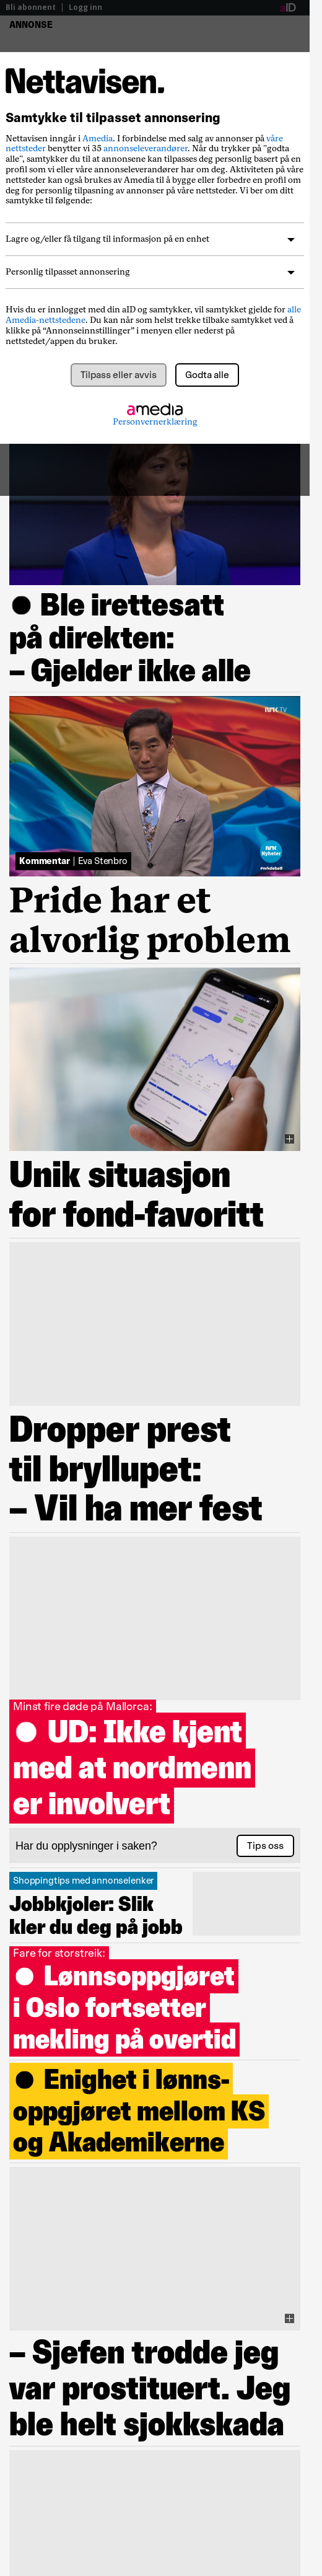 Bli abonnent | Logg inn
aID
ANNONSE
Nettavisen.
Samtykke til tilpasset annonsering
Nettavisen ingår i Amedia. I forbindelse med salg av annonser på våre
nettsteder benytter vi 35 annonseleverandører. Når du trykker på "godta
alle", samtykker du til at annonsene kan tilpasses deg personlig basert på en
profil som vi eller våre annonseleverandører har om deg. Aktiviteten på våre
nettsteder kan også brukes av Amedia til å bygge eller forbedre en profil om
deg for personlig tilpasning av annonser på våre nettsteder. Vi ber om ditt
samtykke til følgende:
Lagre og/eller få tilgang til informasjon på en enhet
Personlig tilpasset annonsering
Hvis du er innlogget med din aID og samtykker, vil samtykket gjelde for alle
Amedia-nettstedene. Du kan når som helst trekke tilbake samtykket ved å
klikke på “Annonseinnstillinger” i menyen eller nederst på
nettstedet/appen du bruker.
Tilpass eller avvis
Godta alle
amedia
Personvernerklæring
Ble irettesatt
på direkten:
– Gjelder ikke alle
NRK TV
NRK
Nyheter
#nrkdebatt
Kommentar | Eva Stenbro
Pride har et
alvorlig problem
Unik situasjon
for fond-favoritt
Dropper prest
til bryllupet:
– Vil ha mer fest
Minst fire døde på Mallorca:
UD: Ikke kjent
med at nordmenn
er involvert
Har du opplysninger i saken?
Tips oss
Shoppingtips med annonselenker
Jobbkjoler: Slik
kler du deg på jobb
Fare for storstreik:
Lønnsoppgjøret
i Oslo fortsetter
mekling på overtid
Enighet i lønns-
oppgjøret mellom KS
og Akademikerne
– Sjefen trodde jeg
var prostituert. Jeg
ble helt sjokkskada